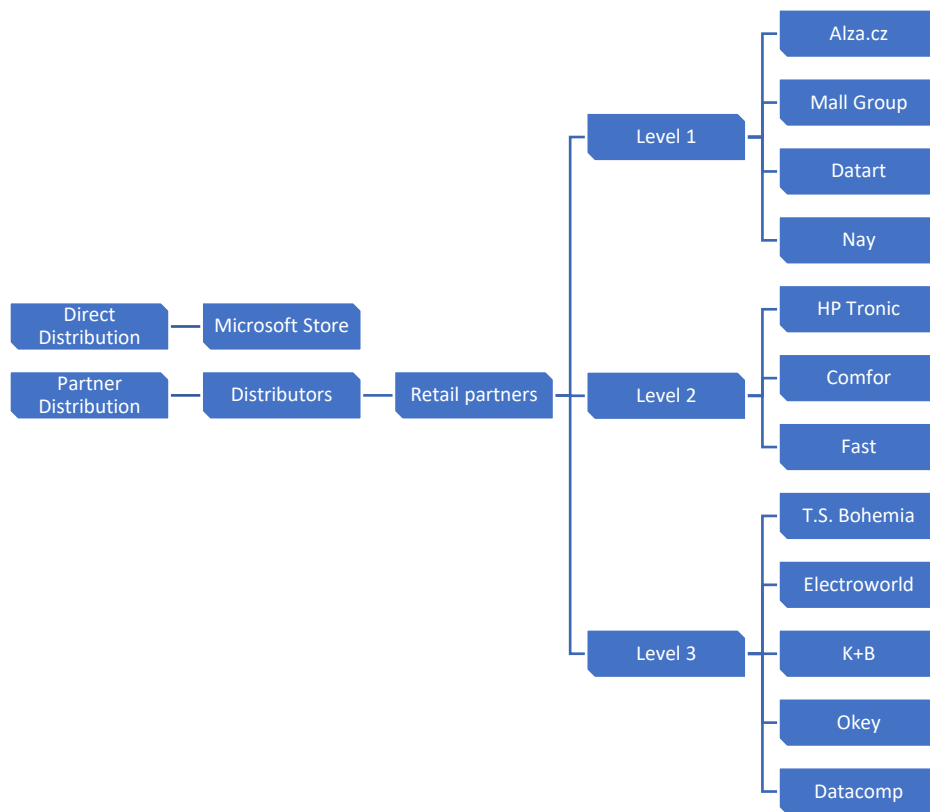 Direct
Distribution
Microsoft Store
Partner
Distribution
Distributors
Retail partners
Level 1
Alza.cz
Mall Group
Datart
Nay
Level 2
HP Tronic
Comfor
Fast
Level 3
T.S. Bohemia
Electroworld
K+B
Okey
Datacomp